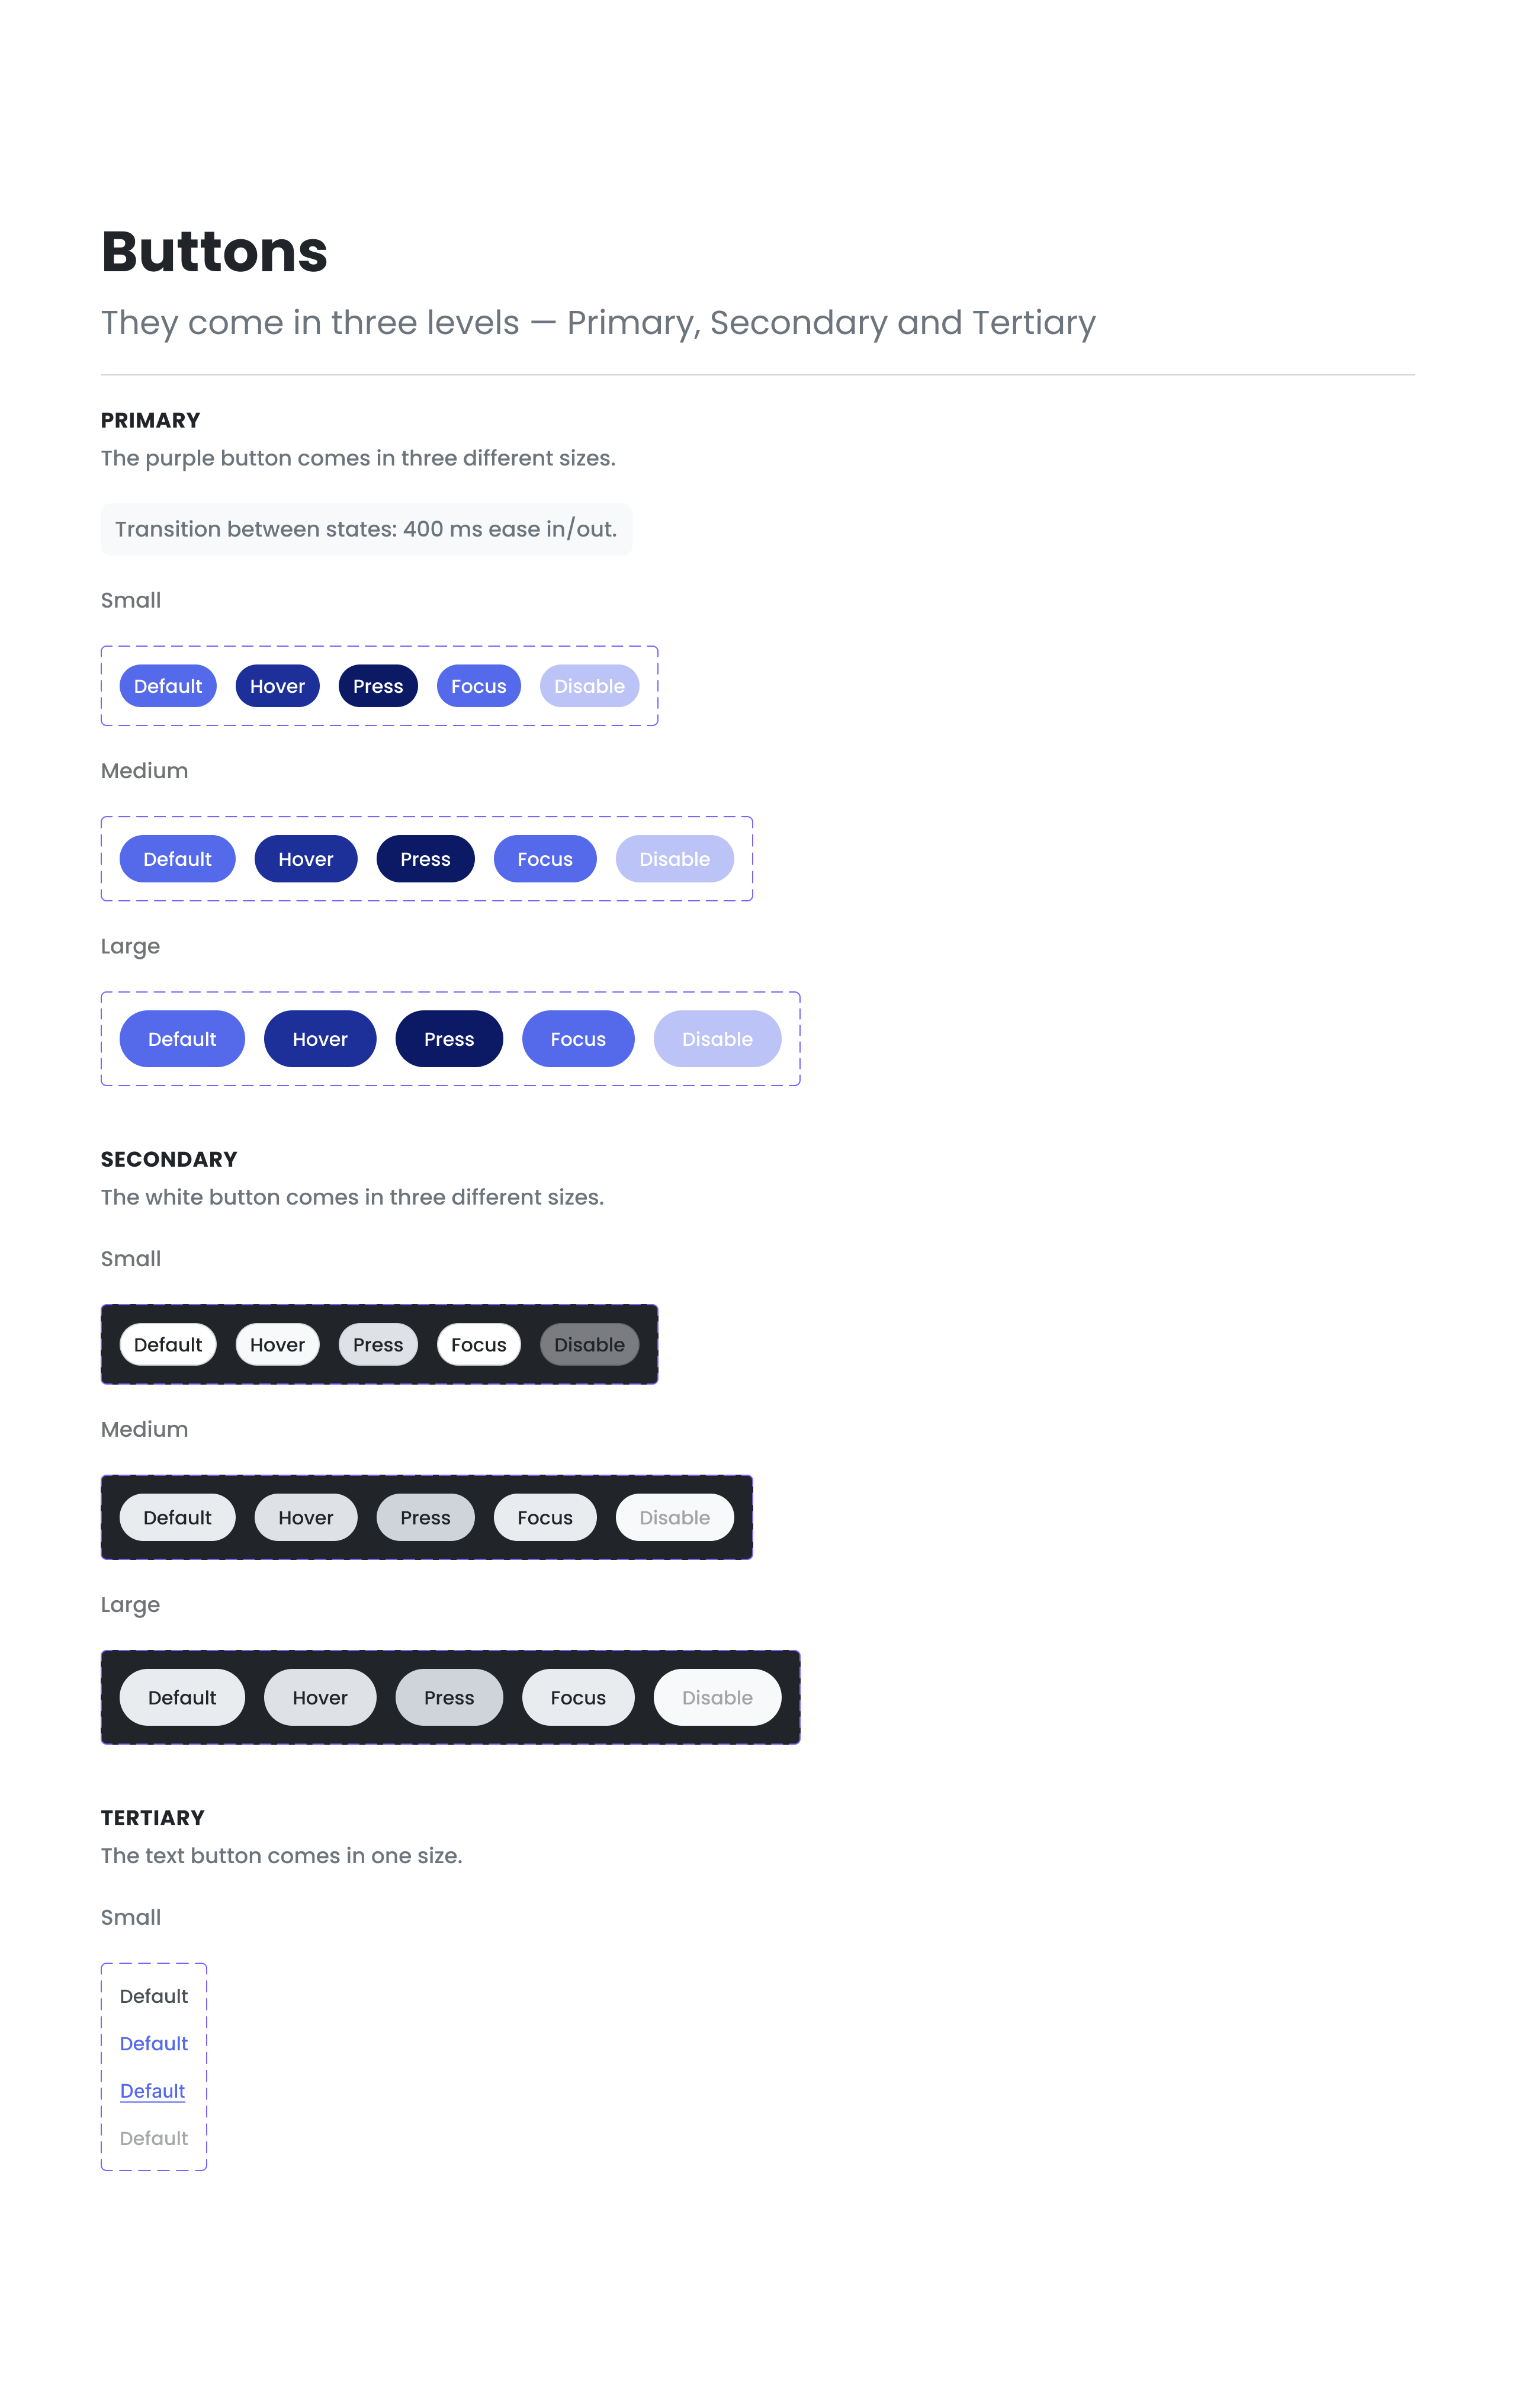 Buttons
They come in three levels — Primary, Secondary and Tertiary
PRIMARY
The purple button comes in three different sizes.
Transition between states: 400 ms ease in/out.
Small
Default Hover Press Focus Disable
Medium
Default Hover Press Focus Disable
Large
Default Hover Press Focus Disable
SECONDARY
The white button comes in three different sizes.
Small
Default Hover Press Focus Disable
Medium
Default Hover Press Focus Disable
Large
Default Hover Press Focus Disable
TERTIARY
The text button comes in one size.
Small
Default
Default
Default
Default